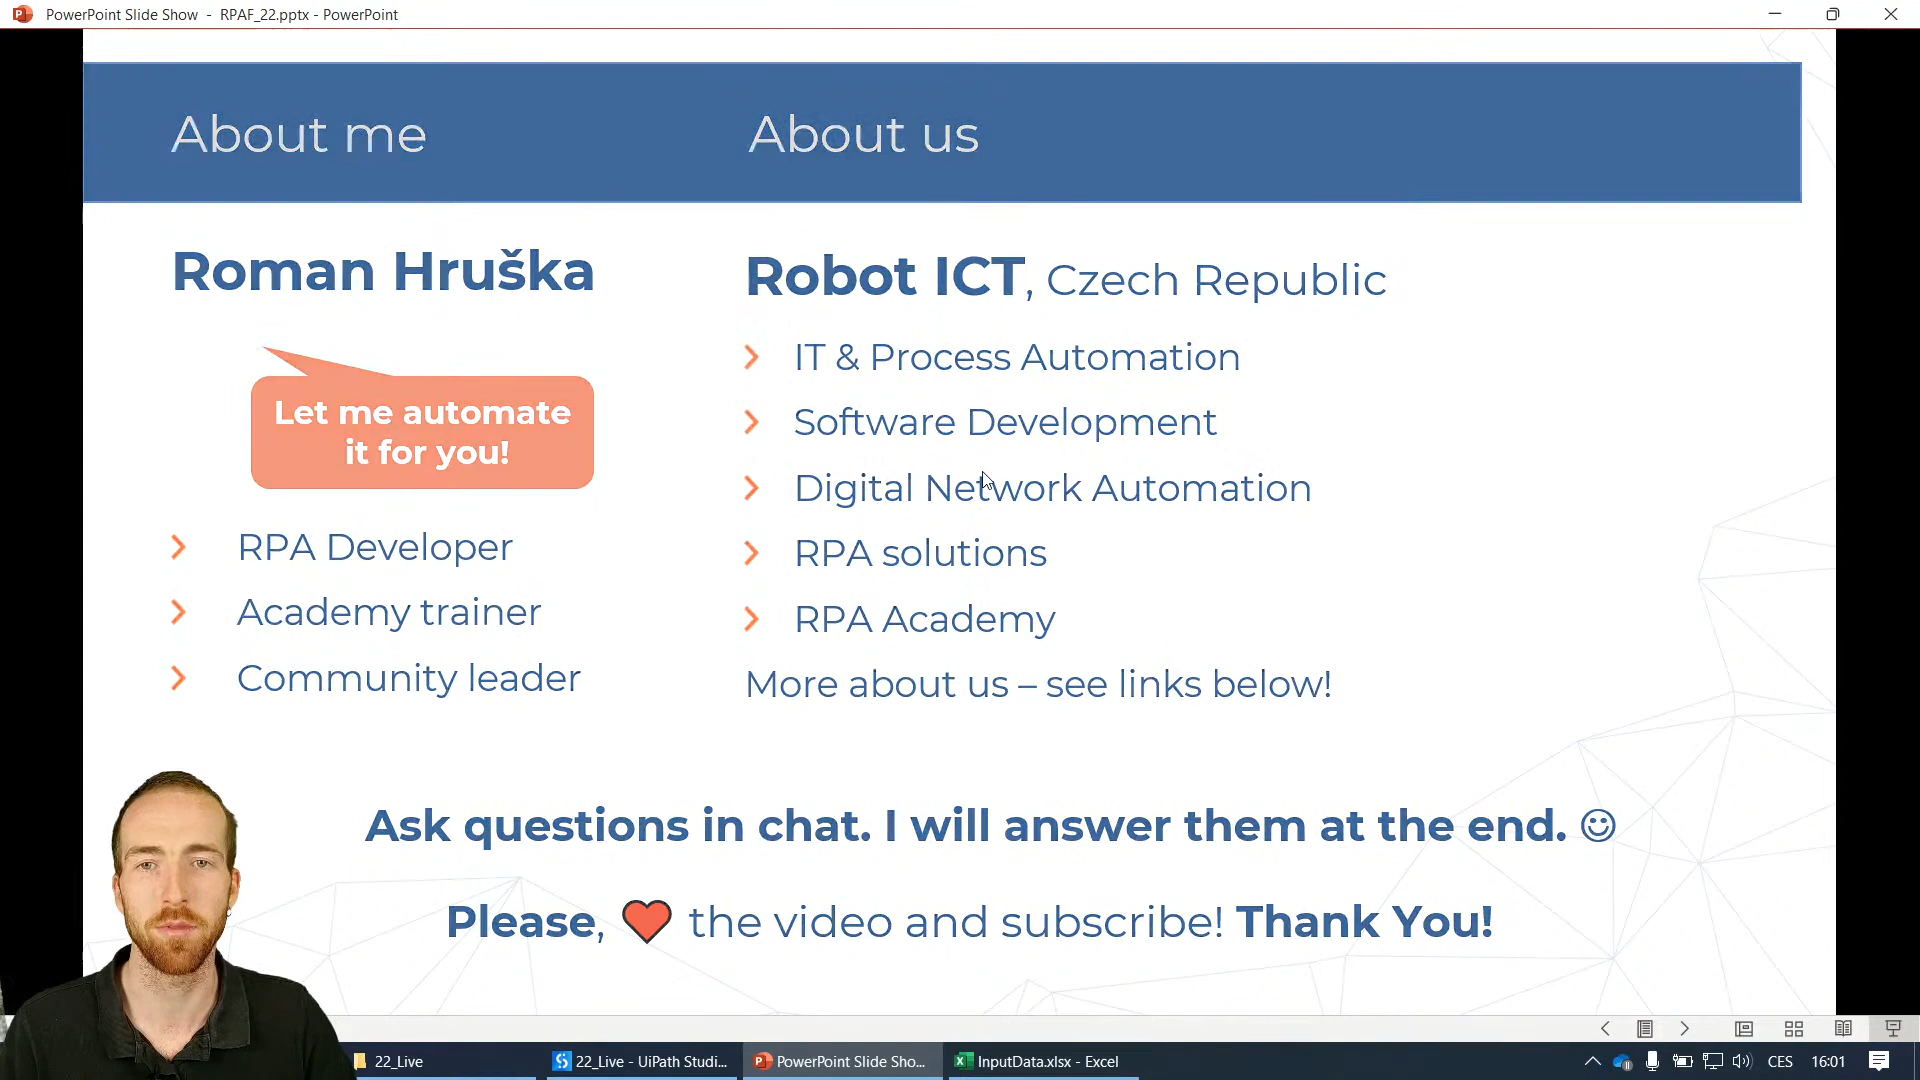 PowerPoint Slide Show - RPAF_22.pptx - PowerPoint
About me
About us
Roman Hruška
Let me automate
it for you!
RPA Developer
Academy trainer
Community leader
Robot ICT, Czech Republic
IT & Process Automation
Software Development
Digital Network Automation
RPA solutions
RPA Academy
More about us – see links below!
Ask questions in chat. I will answer them at the end. ☺
Please, ❤ the video and subscribe! Thank You!
22_Live
22_Live - UiPath Studi...
PowerPoint Slide Sho...
InputData.xlsx - Excel
CES
16:01